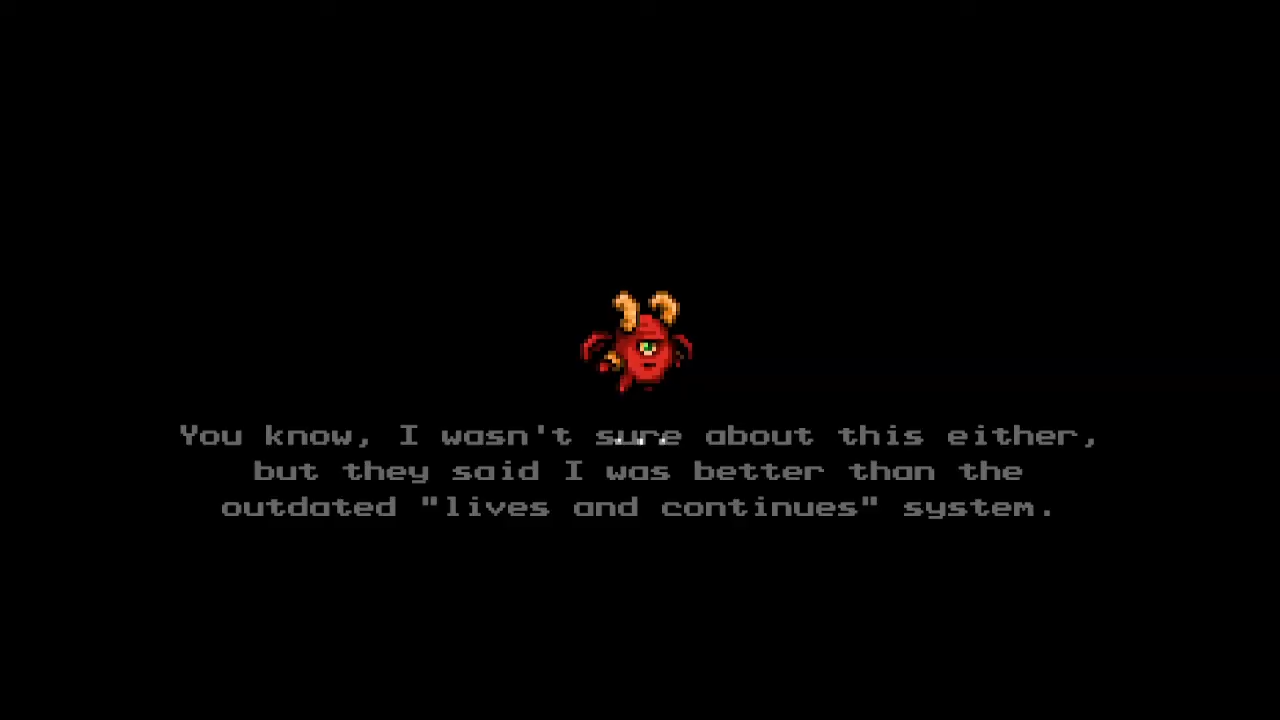 You know, I wasn't sure about this either,
but they said I was better than the
outdated "lives and continues" system.
...